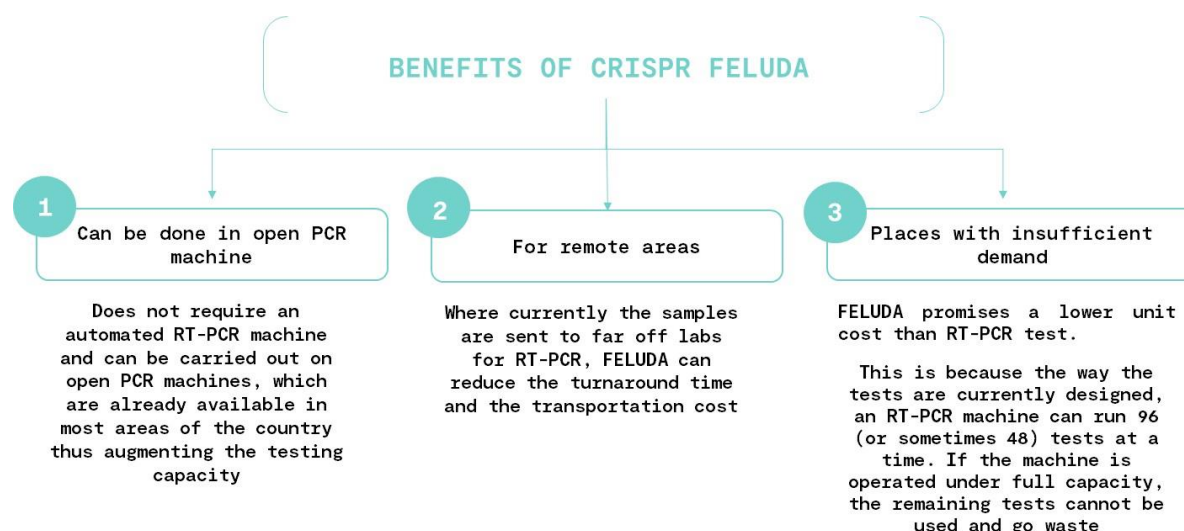 BENEFITS OF CRISPR FELUDA
1
Can be done in open PCR
machine
Does not require an
automated RT-PCR machine
and can be carried out on
open PCR machines, which
are already available in
most areas of the country
thus augmenting the testing
capacity
2
For remote areas
Where currently the samples
are sent to far off labs
for RT-PCR, FELUDA can
reduce the turnaround time
and the transportation cost
3
Places with insufficient
demand
FELUDA promises a lower unit
cost than RT-PCR test.
This is because the way the
tests are currently designed,
an RT-PCR machine can run 96
(or sometimes 48) tests at a
time. If the machine is
operated under full capacity,
the remaining tests cannot be
used and go waste